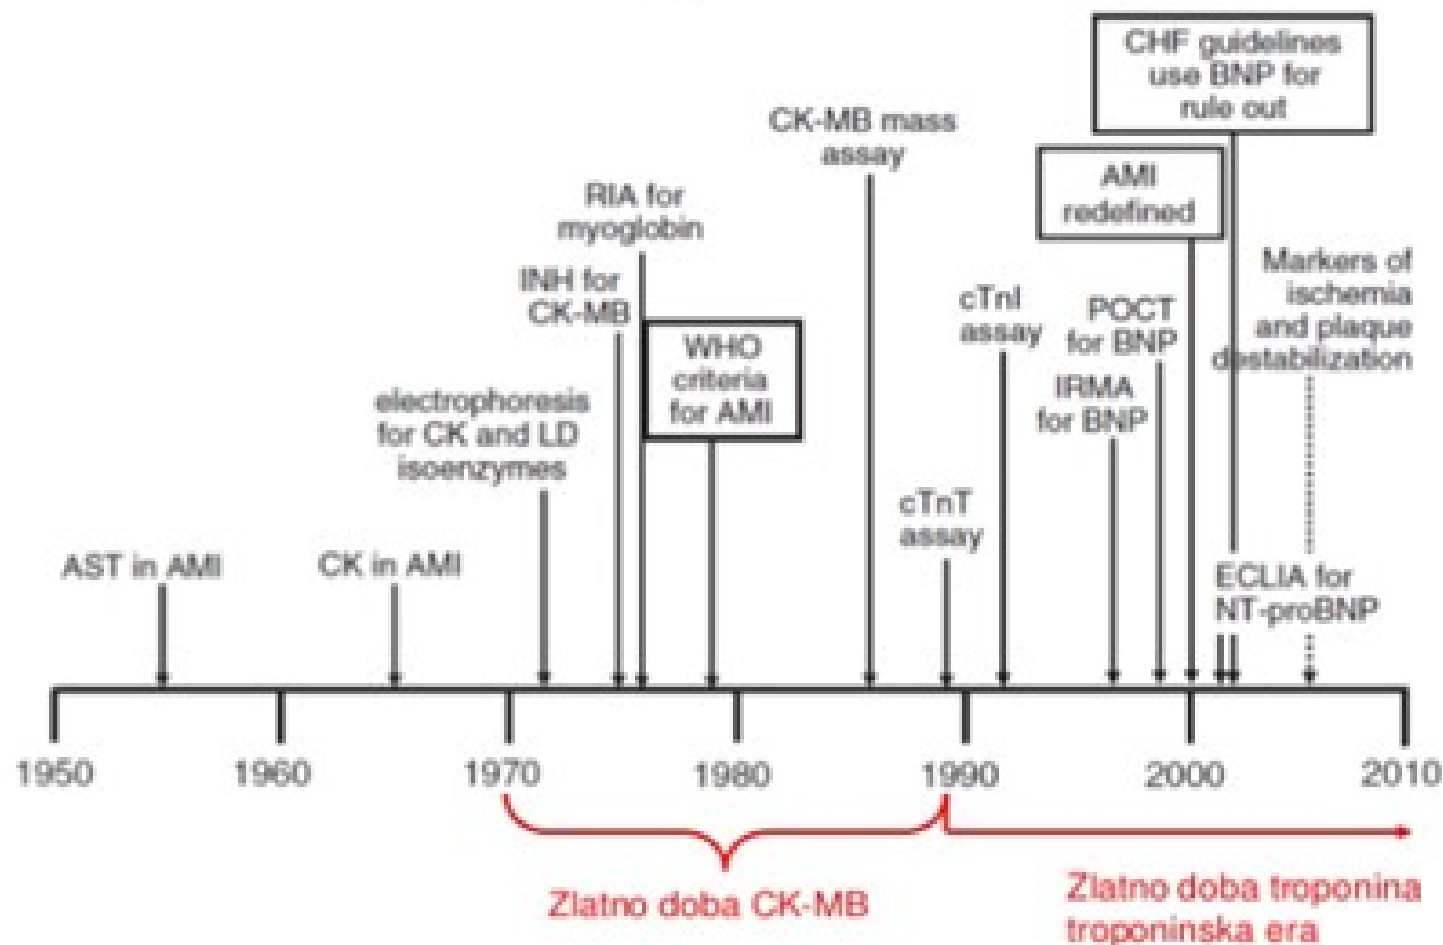 CHF guidelines
use BNP for
rule out
CK-MB mass
assay
AMI
redefined
RIA for
myoglobin
Markers of
ischemia
and plaque
destabilization
INH for
CK-MB
cTnI
assay
POCT
for BNP
WHO
criteria
for AMI
IRMA
for BNP
electrophoresis
for CK and LD
isoenzymes
cTnT
assay
AST in AMI
CK in AMI
ECLIA for
NT-proBNP
1950
1960
1970
1980
1990
2000
2010
Zlatno doba CK-MB
Zlatno doba troponina
troponinska era